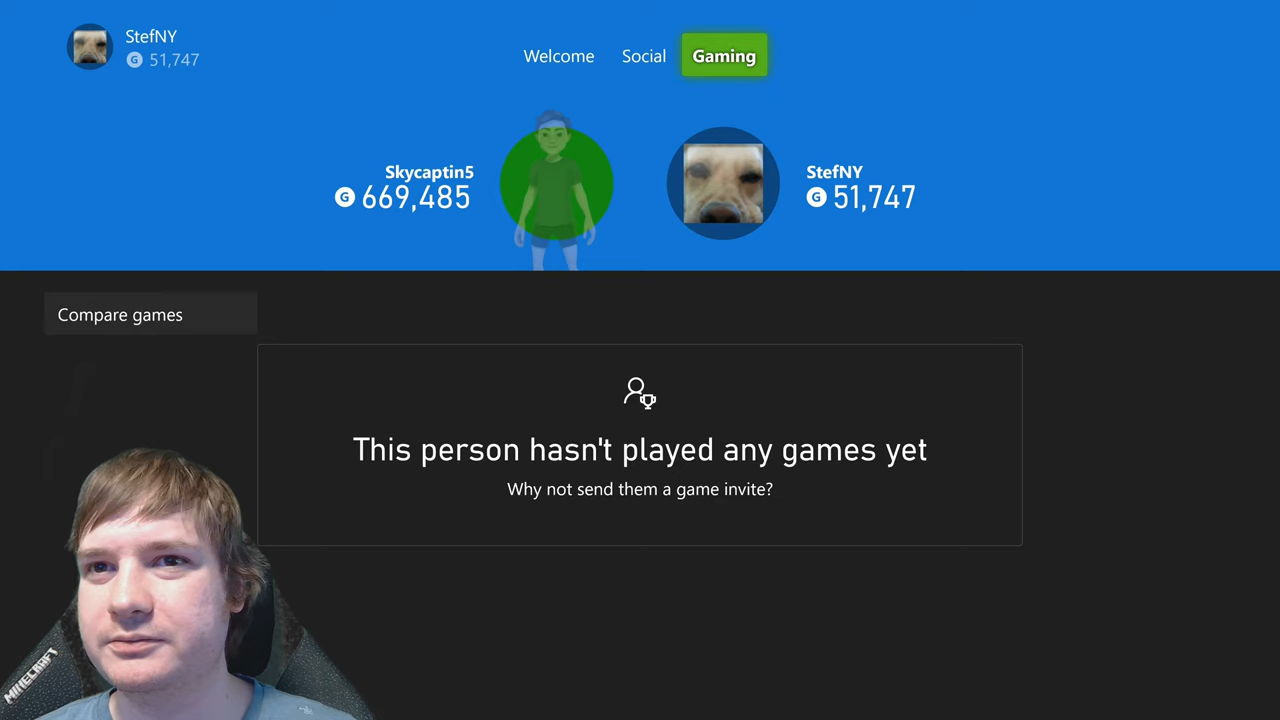 StefNY
G 51,747
Welcome
Social
Gaming
Skycaptin5
G 669,485
StefNY
G 51,747
Compare games
This person hasn't played any games yet
Why not send them a game invite?
MINECRAFT